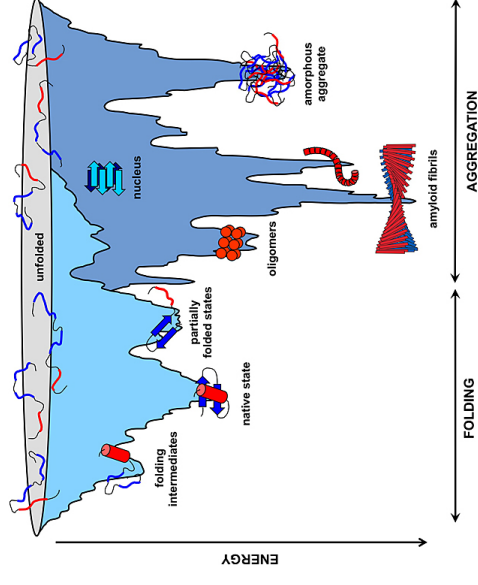 unfolded
nucleus
amorphous
aggregate
oligomers
amyloid fibrils
partially
folded states
native state
folding
intermediates
AGGREGATION
FOLDING
ENERGY